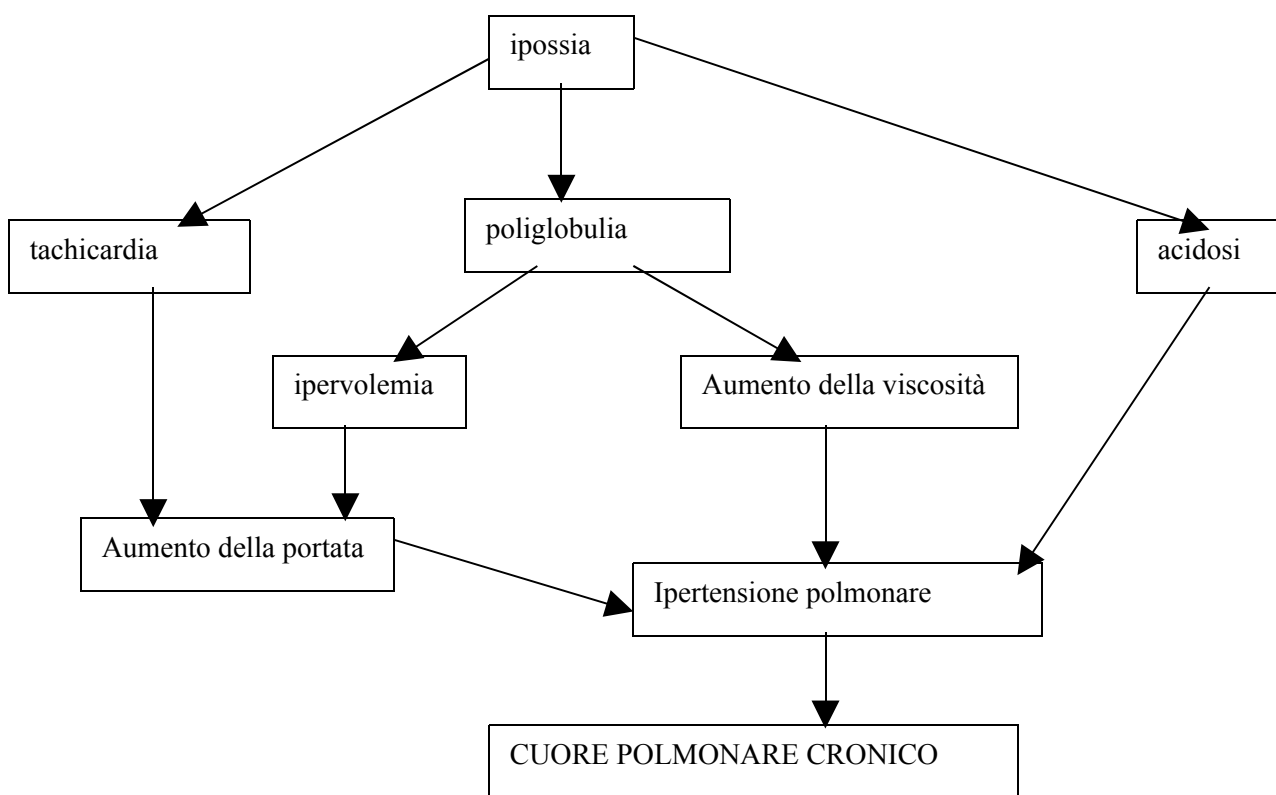 ipossia
tachicardia
poliglobulia
acidosi
ipervolemia
Aumento della viscosità
Aumento della portata
Ipertensione polmonare
CUORE POLMONARE CRONICO